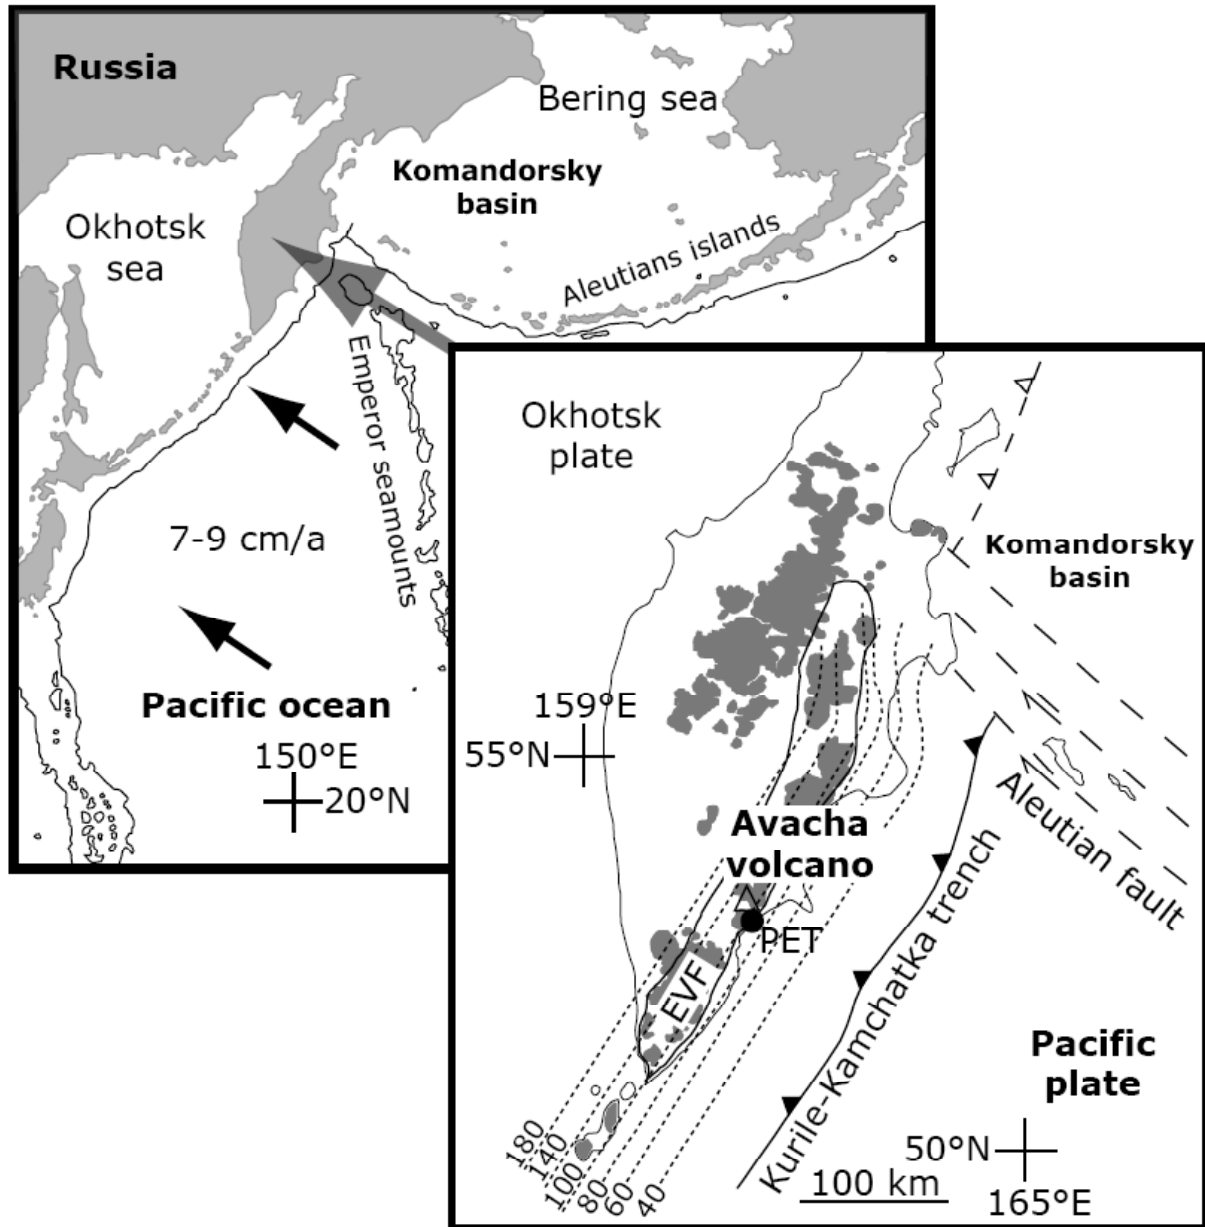 Russia
Bering sea
Komandorsky
basin
Okhotsk
sea
Aleutians islands
Emperor seamounts
7-9 cm/a
Pacific ocean
150°E
20°N
Okhotsk
plate
Komandorsky
basin
159°E
55°N
Avacha
volcano
Aleutian fault
PET
EVF
Kurile-Kamchatka trench
Pacific
plate
180
140
100
80
60
40
50°N
100 km
165°E